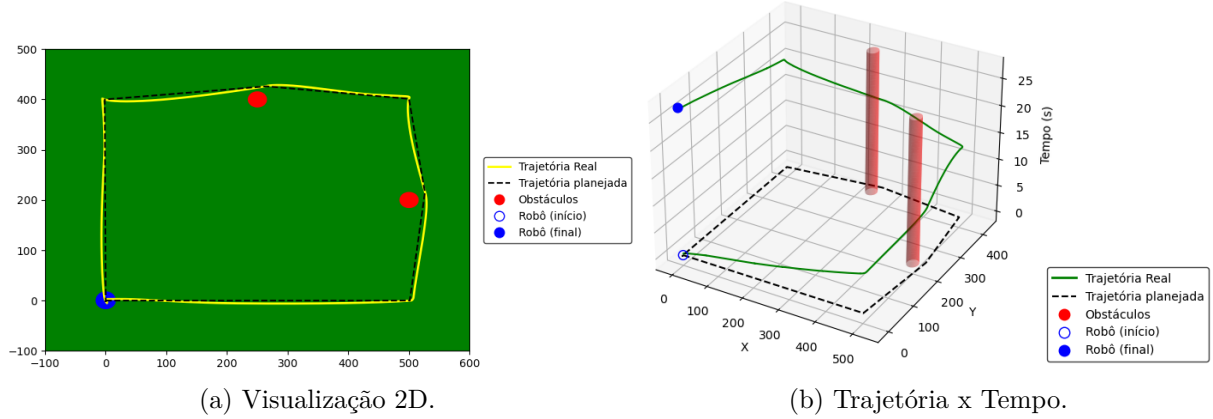 500
400
300
200
100
0
−100
−100 0 100 200 300 400 500 600
Trajetória Real
Trajetória planejada
Obstáculos
Robô (início)
Robô (final)
(a) Visualização 2D.
25
20
15
10
5
0
Tempo (s)
0 100 200 300 400 500
X
0 100 200 300 400
Y
Trajetória Real
Trajetória planejada
Obstáculos
Robô (início)
Robô (final)
(b) Trajetória x Tempo.